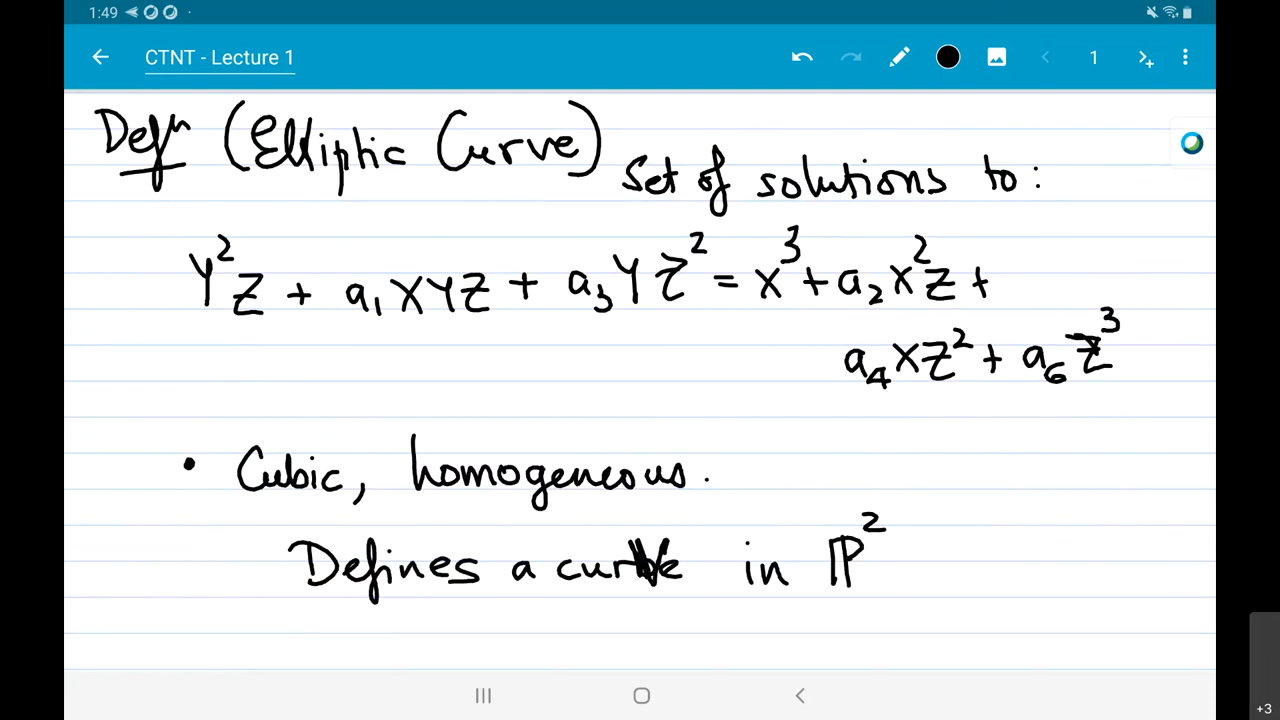 1:49
CTNT - Lecture 1
1
Defⁿ (Elliptic Curve) Set of solutions to:
Y²Z + a₁XYZ + a₃YZ² = X³ + a₂X²Z +
a₄XZ² + a₆Z³
• Cubic, homogeneous.
Defines a curve in ℙ²
+3